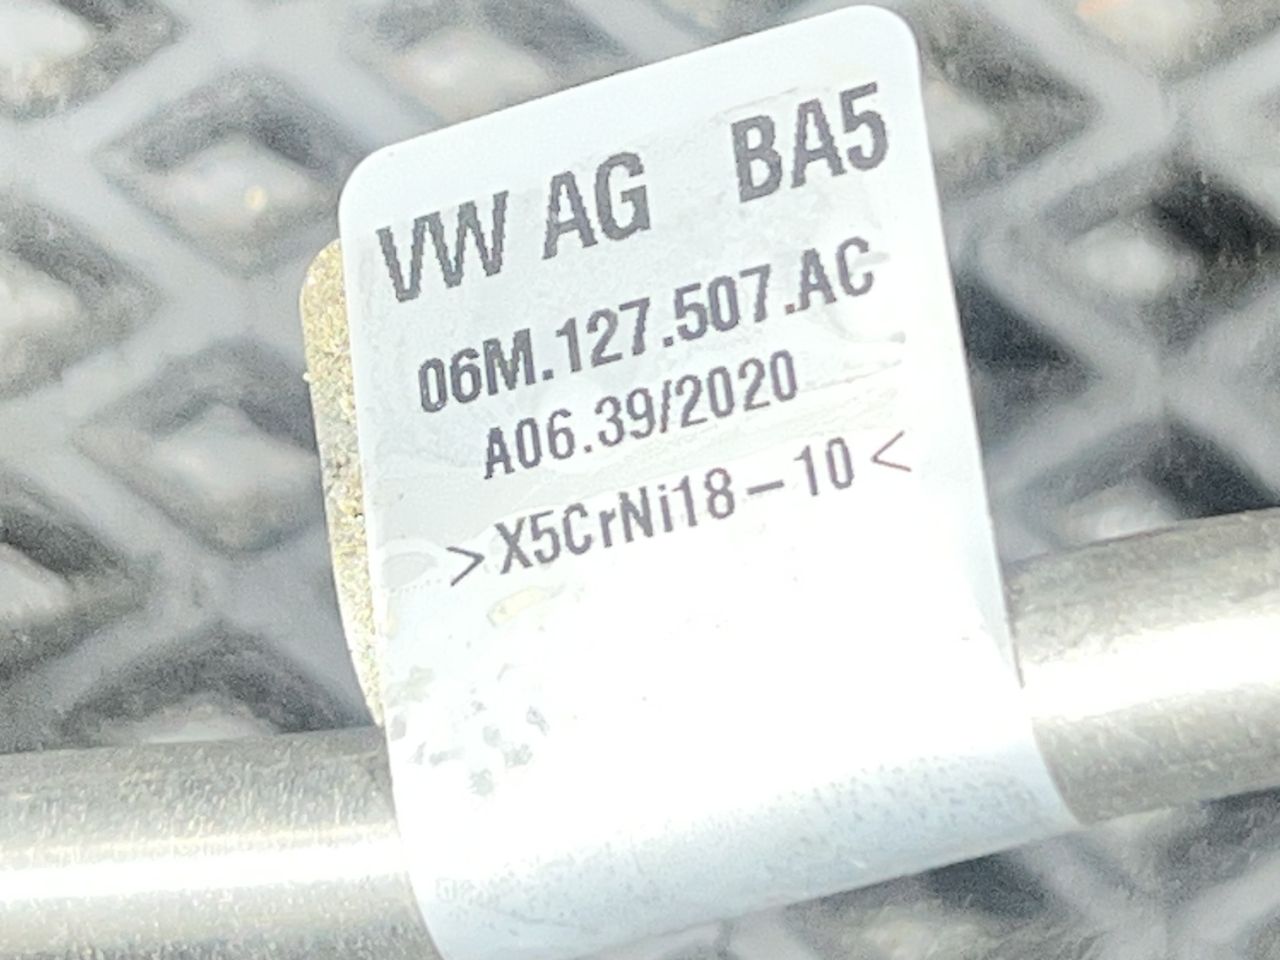 VW AG BA5
06M.127.507.AC
A06.39/2020
>X5CrNi18-10<